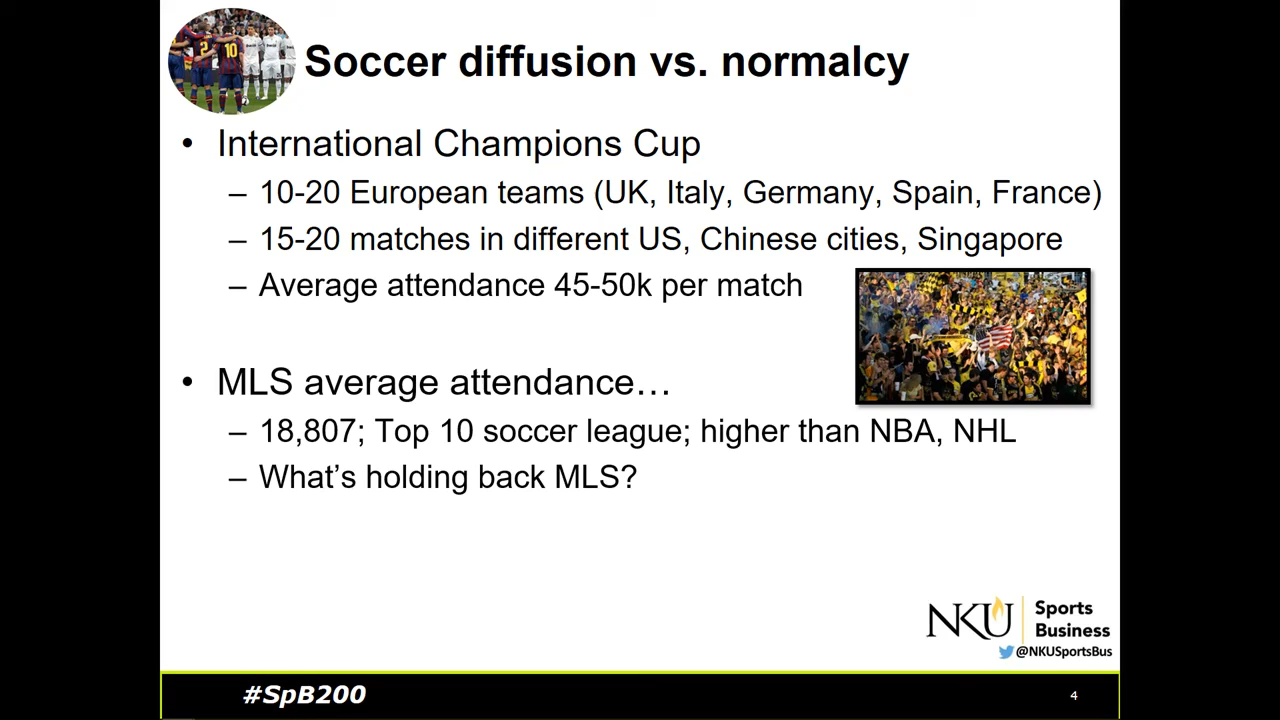 Soccer diffusion vs. normalcy
• International Champions Cup
– 10-20 European teams (UK, Italy, Germany, Spain, France)
– 15-20 matches in different US, Chinese cities, Singapore
– Average attendance 45-50k per match
• MLS average attendance…
– 18,807; Top 10 soccer league; higher than NBA, NHL
– What’s holding back MLS?
NKU Sports
Business
@NKUSportsBus
#SpB200
4
2
10